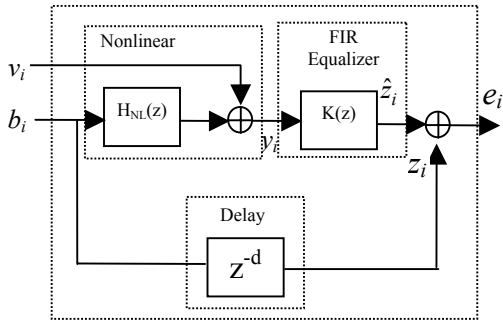 Nonlinear
FIR
Equalizer
v_i
H_NL(z)
K(z)
ẑ_i
e_i
b_i
y_i
z_i
Delay
Z^-d